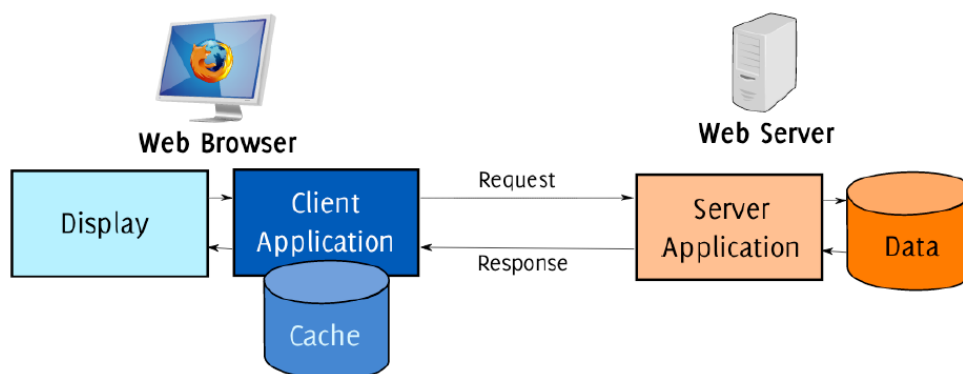 Web Browser
Web Server
Display
Client
Application
Request
Response
Server
Application
Data
Cache